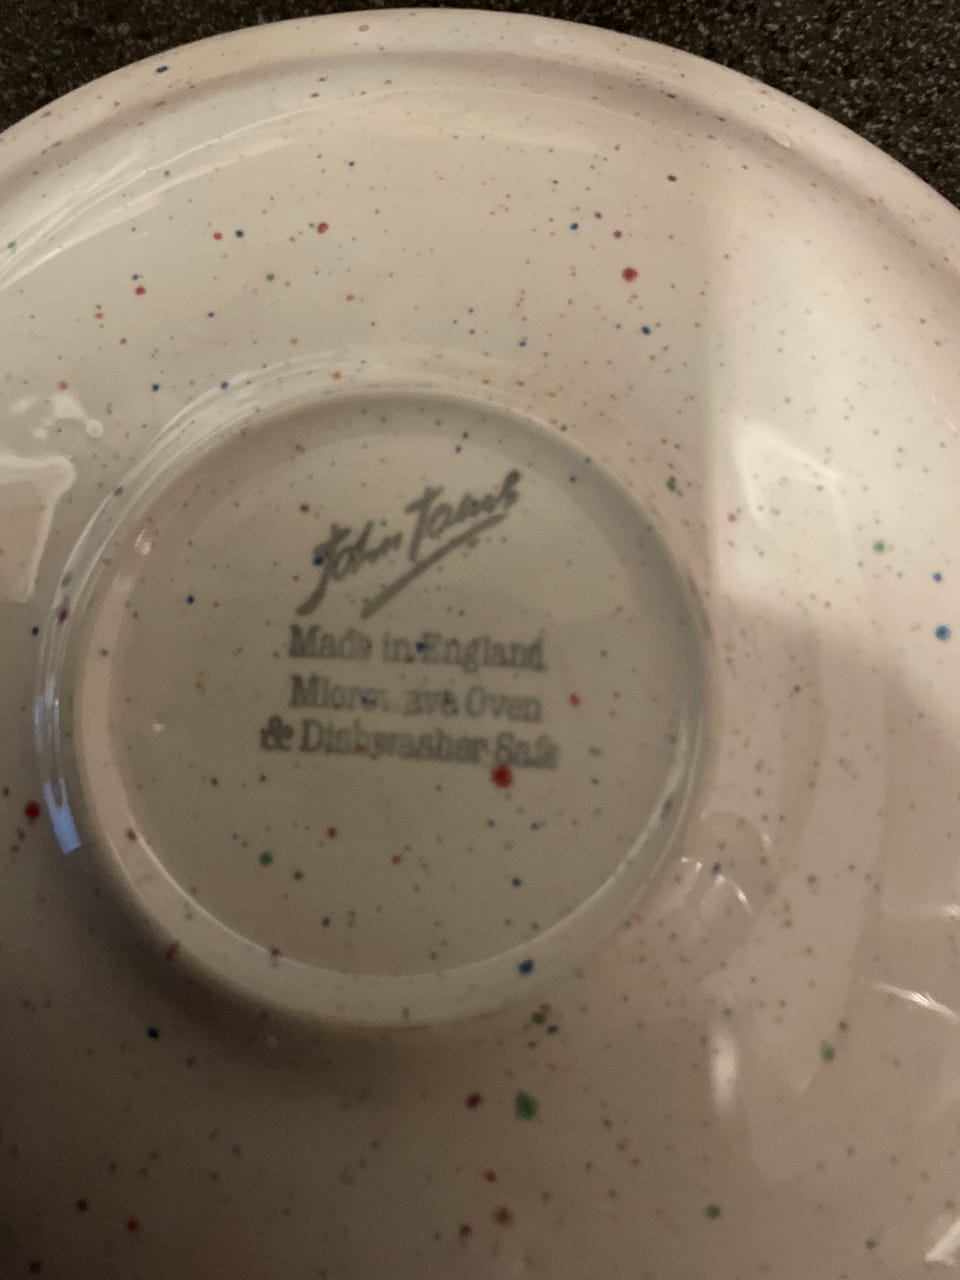 John Tams
Made in England
Microwave Oven
& Dishwasher Safe